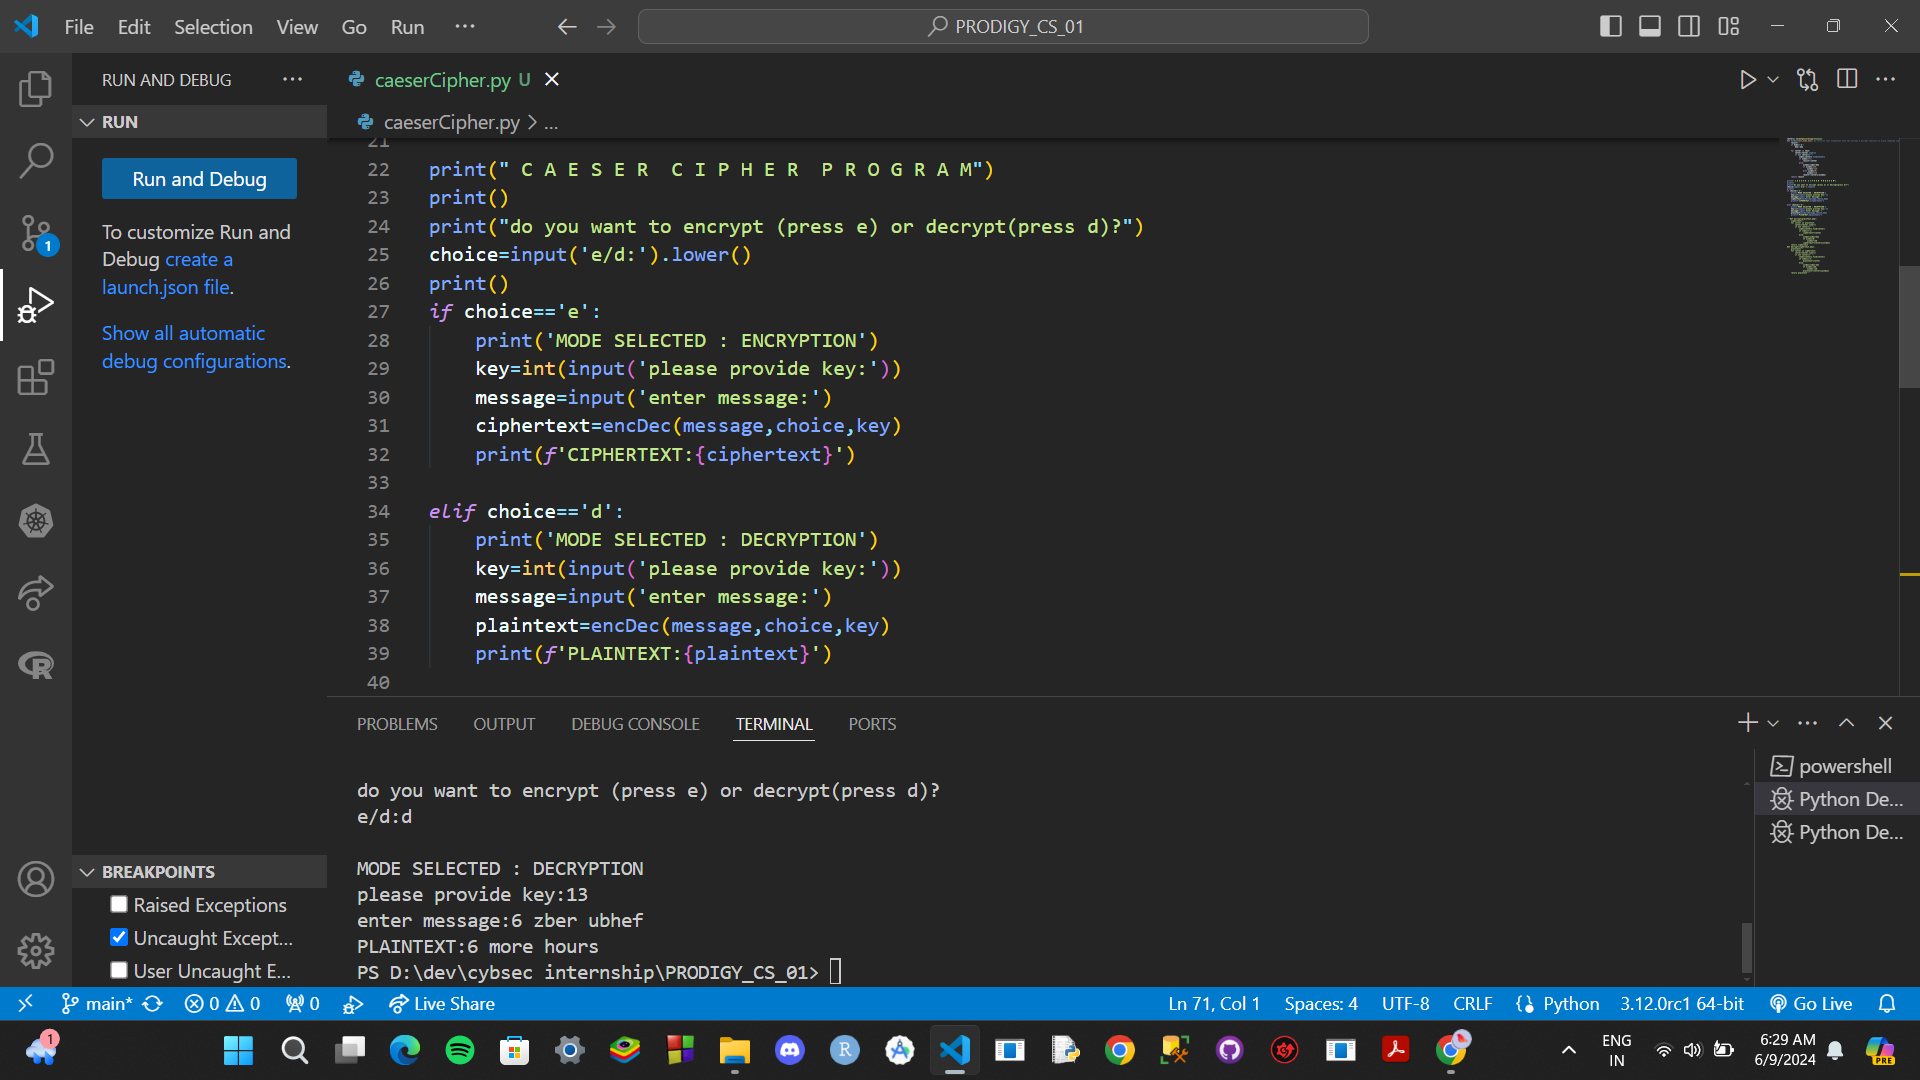 File Edit Selection View Go Run ... PRODIGY_CS_01
RUN AND DEBUG ...
RUN
Run and Debug
To customize Run and
Debug create a
launch.json file.
Show all automatic
debug configurations.
1
BREAKPOINTS
Raised Exceptions
Uncaught Except...
User Uncaught E...
caeserCipher.py U
caeserCipher.py > ...
21
22 print(" C A E S E R  C I P H E R  P R O G R A M")
23 print()
24 print("do you want to encrypt (press e) or decrypt(press d)?")
25 choice=input('e/d:').lower()
26 print()
27 if choice=='e':
28     print('MODE SELECTED : ENCRYPTION')
29     key=int(input('please provide key:'))
30     message=input('enter message:')
31     ciphertext=encDec(message,choice,key)
32     print(f'CIPHERTEXT:{ciphertext}')
33
34 elif choice=='d':
35     print('MODE SELECTED : DECRYPTION')
36     key=int(input('please provide key:'))
37     message=input('enter message:')
38     plaintext=encDec(message,choice,key)
39     print(f'PLAINTEXT:{plaintext}')
40
PROBLEMS OUTPUT DEBUG CONSOLE TERMINAL PORTS
do you want to encrypt (press e) or decrypt(press d)?
e/d:d
MODE SELECTED : DECRYPTION
please provide key:13
enter message:6 zber ubhef
PLAINTEXT:6 more hours
PS D:\dev\cybsec internship\PRODIGY_CS_01>
powershell
Python De...
Python De...
main* 0 0 0 Live Share Ln 71, Col 1 Spaces: 4 UTF-8 CRLF Python 3.12.0rc1 64-bit Go Live
1
R
ENG
IN
6:29 AM
6/9/2024
PRE